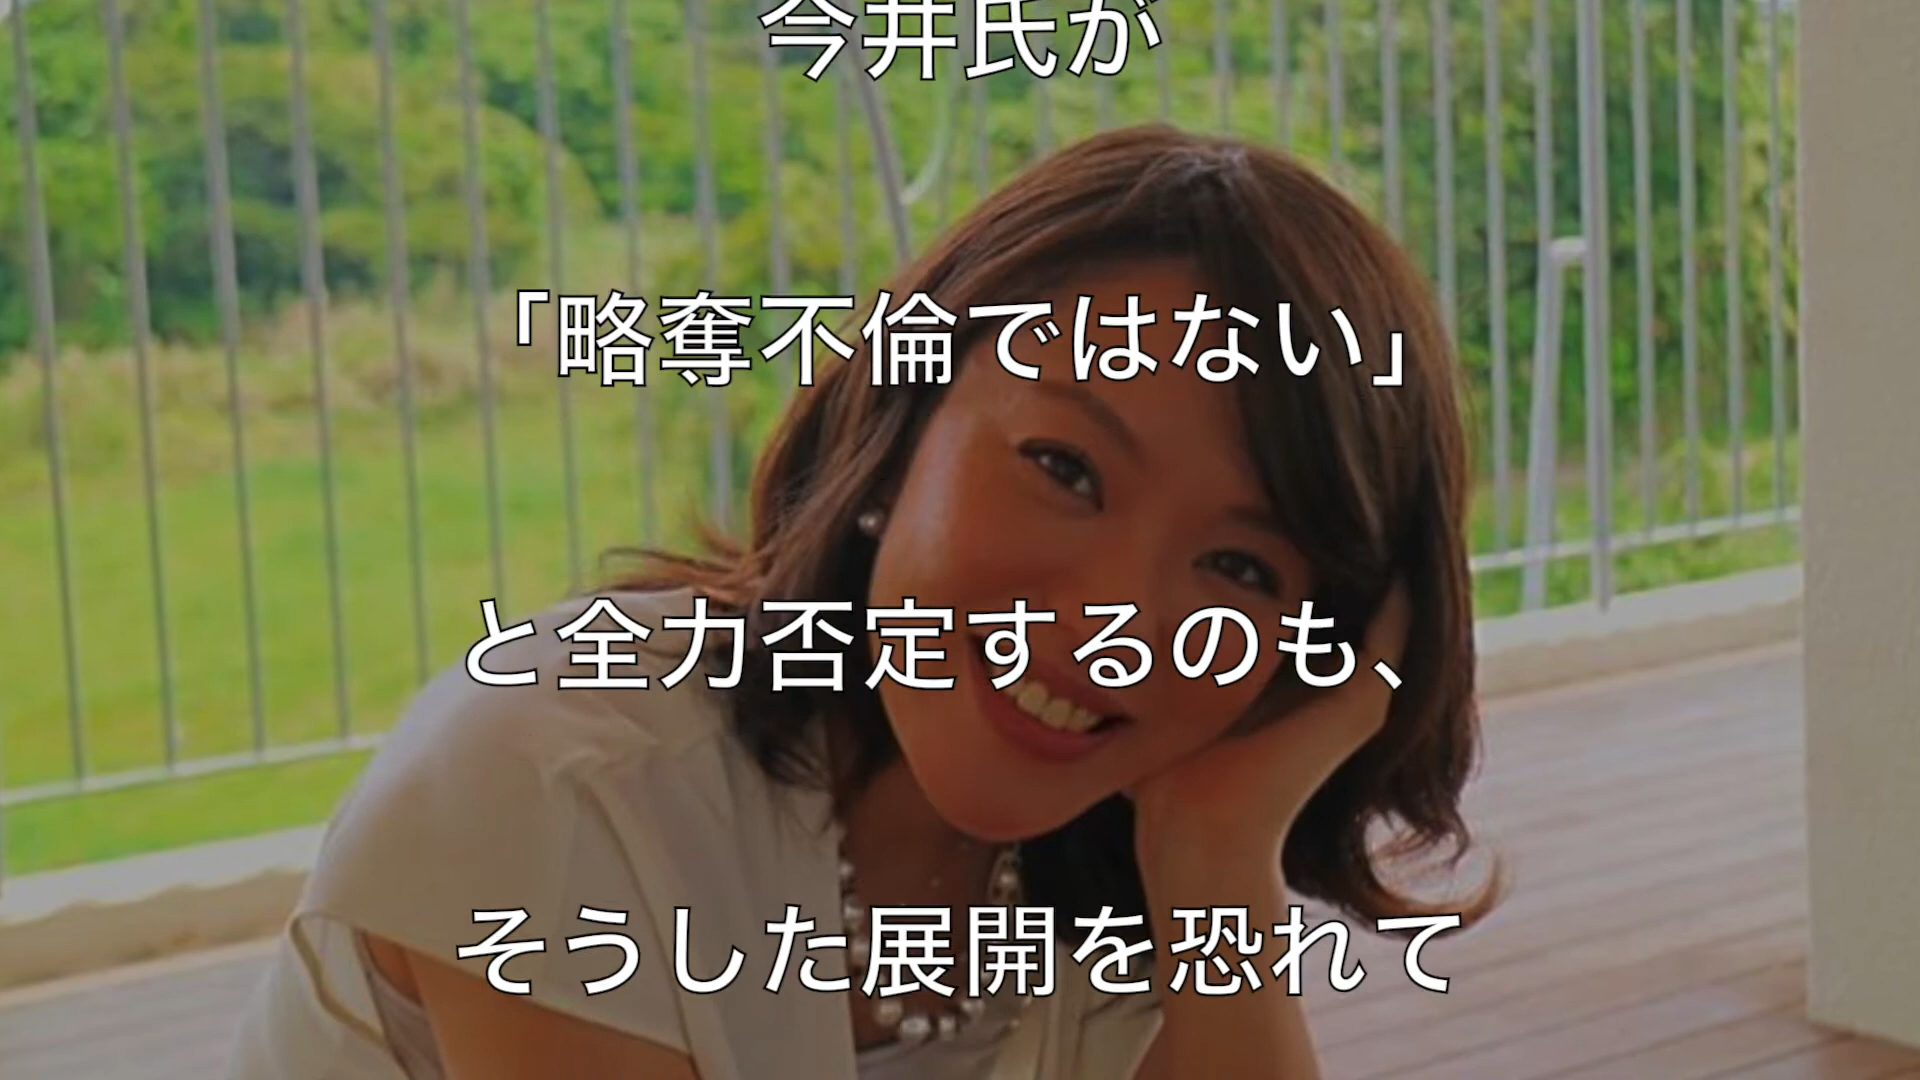 今井氏が
「略奪不倫ではない」
と全力否定するのも、
そうした展開を恐れて